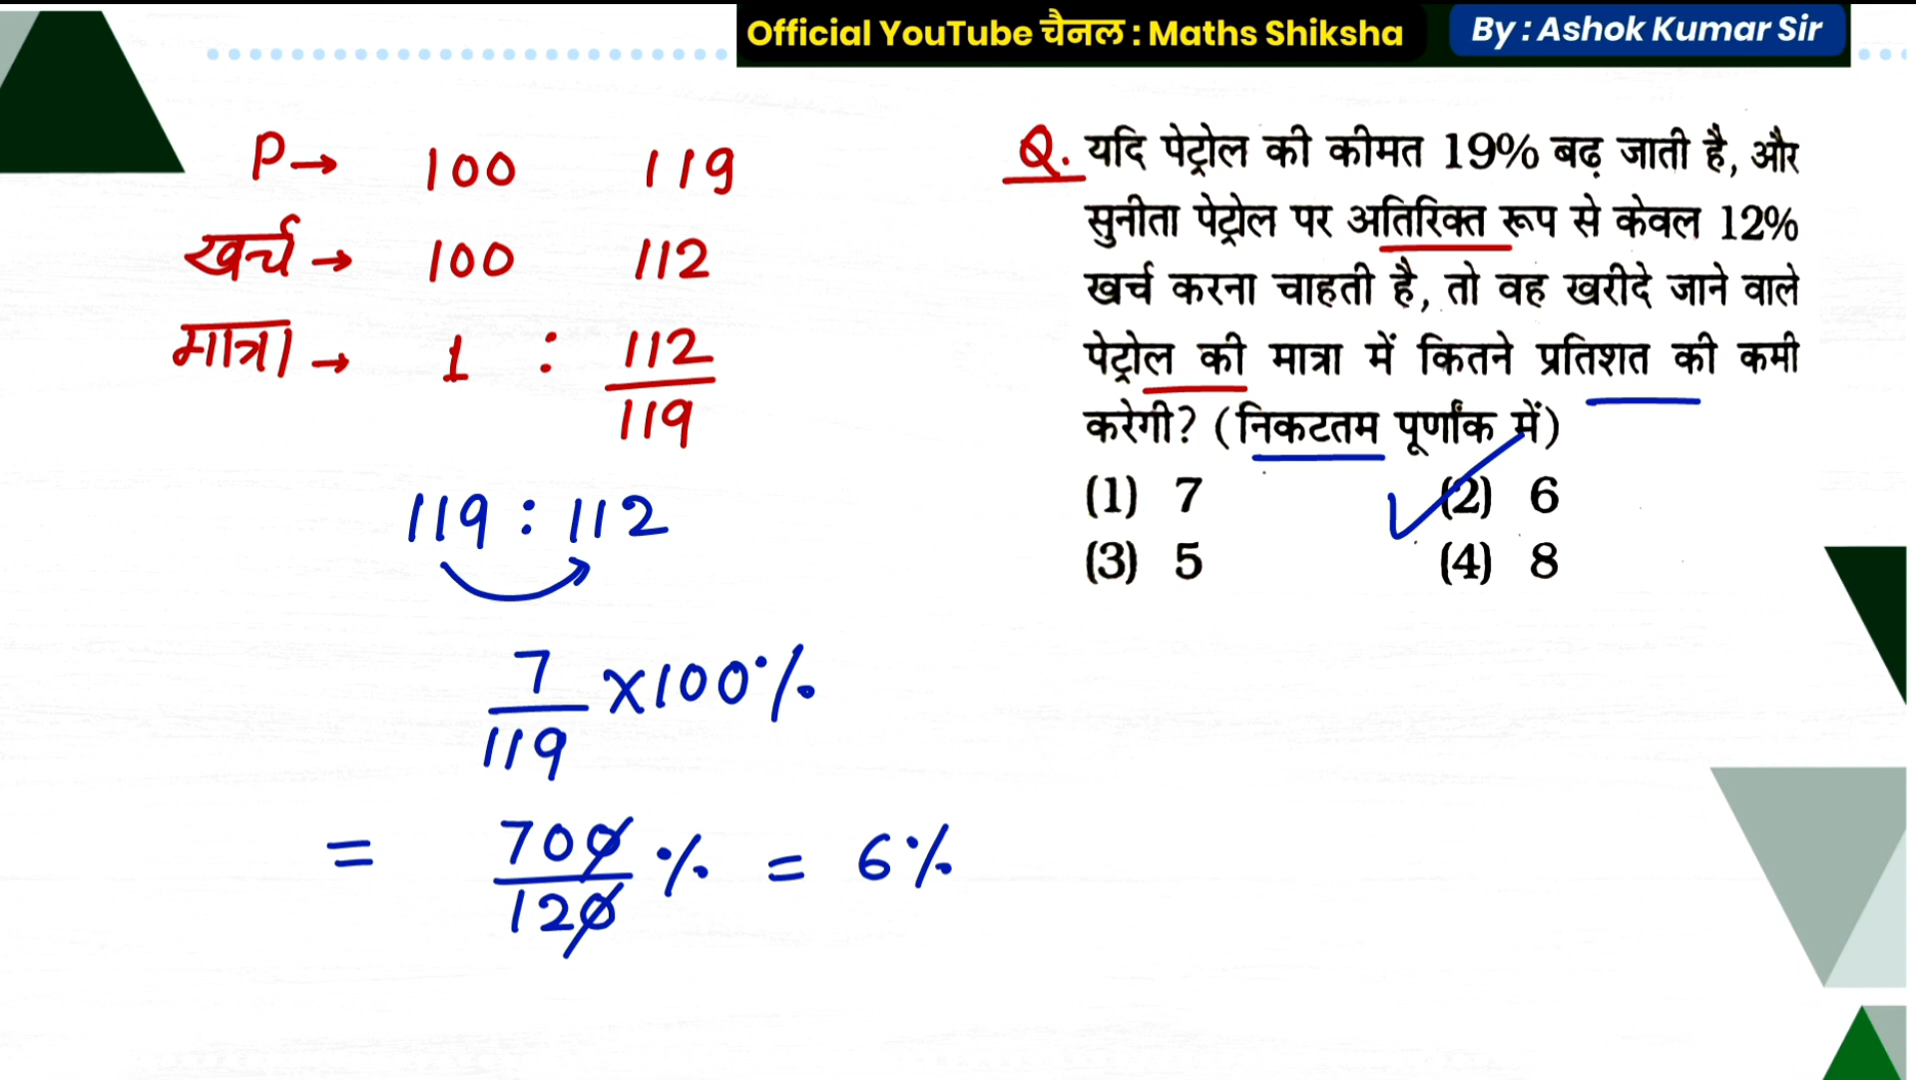 Official YouTube चैनल : Maths Shiksha
By : Ashok Kumar Sir
P→ 100 119
खर्च → 100 112
मात्रा → 1 : 112/119
119 : 112
7/119 ×100%
= 700/120 % = 6%
Q. यदि पेट्रोल की कीमत 19% बढ़ जाती है, और
सुनीता पेट्रोल पर अतिरिक्त रूप से केवल 12%
खर्च करना चाहती है, तो वह खरीदे जाने वाले
पेट्रोल की मात्रा में कितने प्रतिशत की कमी
करेगी? (निकटतम पूर्णांक में)
(1) 7 (2) 6
(3) 5 (4) 8